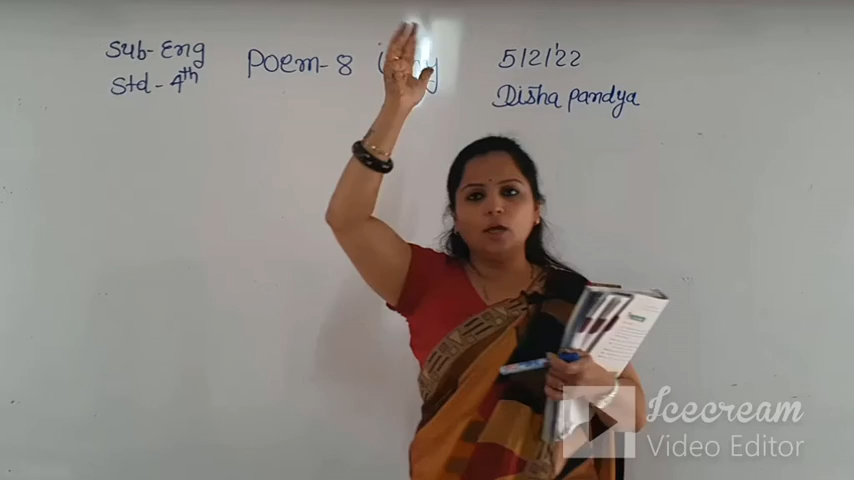 Sub-Eng
Std-4th
Poem-8
5/2/22
Disha pandya
Icecream
Video Editor